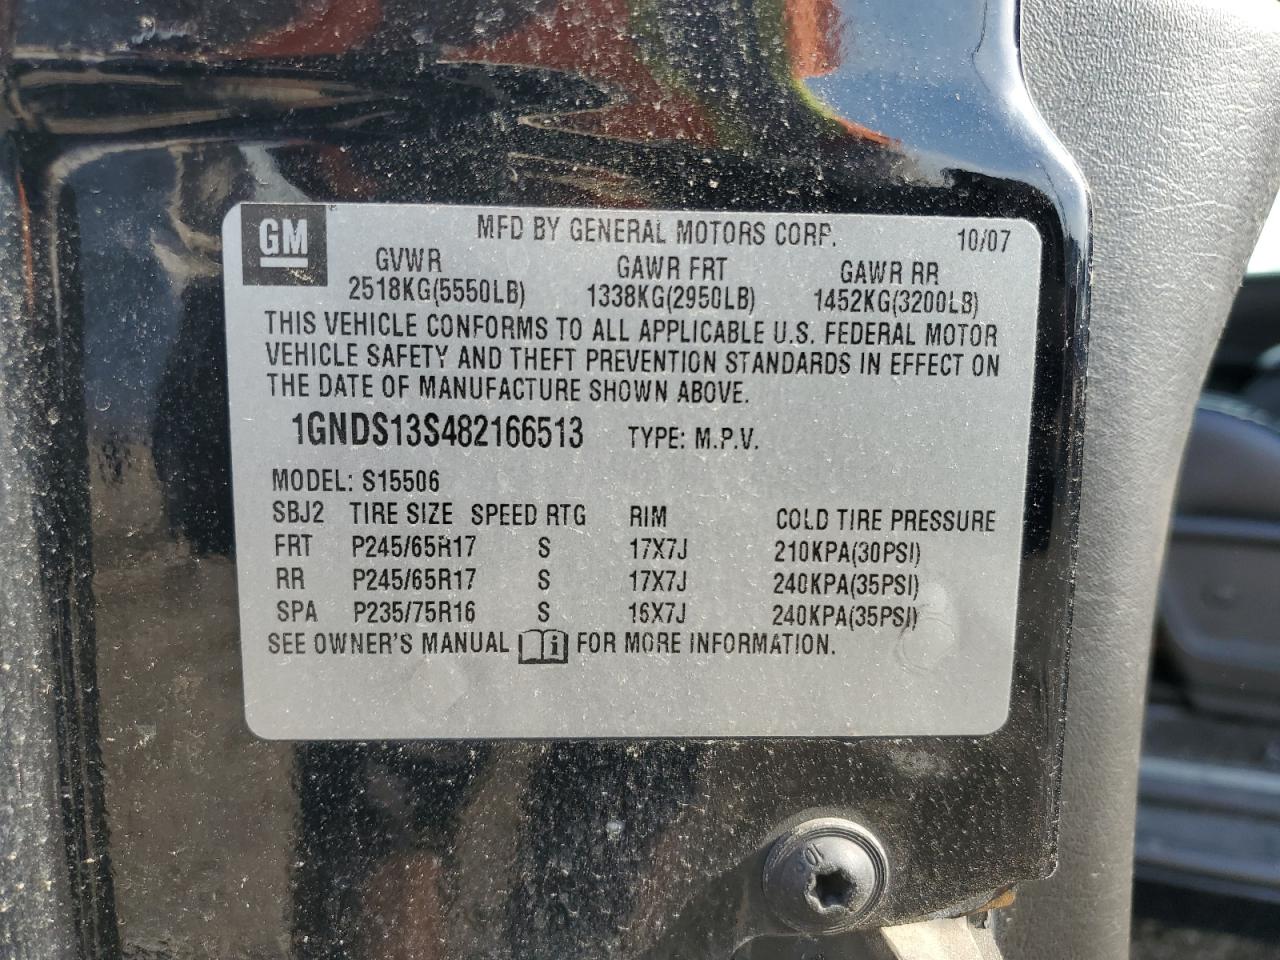 GM
MFD BY GENERAL MOTORS CORP. 10/07
GVWR GAWR FRT GAWR RR
2518KG(5550LB) 1338KG(2950LB) 1452KG(3200LB)
THIS VEHICLE CONFORMS TO ALL APPLICABLE U.S. FEDERAL MOTOR
VEHICLE SAFETY AND THEFT PREVENTION STANDARDS IN EFFECT ON
THE DATE OF MANUFACTURE SHOWN ABOVE.
1GNDS13S482166513 TYPE: M.P.V.
MODEL: S15506
SBJ2 TIRE SIZE SPEED RTG RIM COLD TIRE PRESSURE
FRT P245/65R17 S 17X7J 210KPA(30PSI)
RR P245/65R17 S 17X7J 240KPA(35PSI)
SPA P235/75R16 S 16X7J 240KPA(35PSI)
SEE OWNER'S MANUAL i FOR MORE INFORMATION.